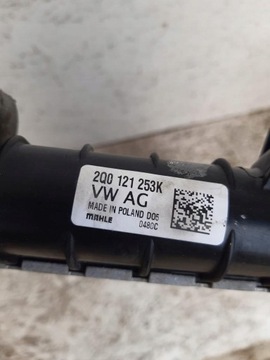 2Q0 121 253K
VW AG
MADE IN POLAND D05
MAHLE 0480C